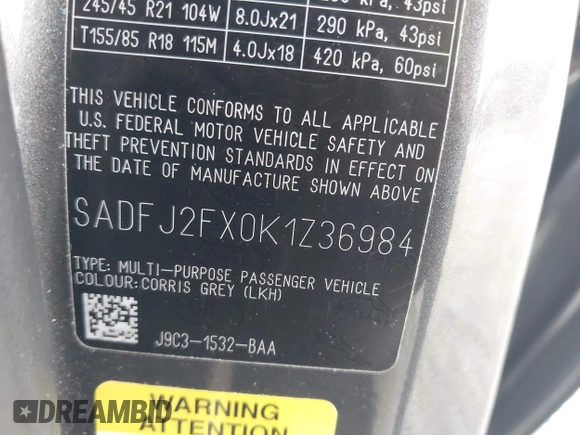 245/45 R21 104W 8.0Jx21 290 kPa, 43psi
T155/85 R18 115M 4.0Jx18 420 kPa, 60psi
THIS VEHICLE CONFORMS TO ALL APPLICABLE
U.S. FEDERAL MOTOR VEHICLE SAFETY AND
THEFT PREVENTION STANDARDS IN EFFECT ON
THE DATE OF MANUFACTURE SHOWN ABOVE
SADFJ2FX0K1Z36984
TYPE: MULTI-PURPOSE PASSENGER VEHICLE
COLOUR:CORRIS GREY (LKH)
J9C3-1532-BAA
WARNING
ATTENTION
DREAMBID